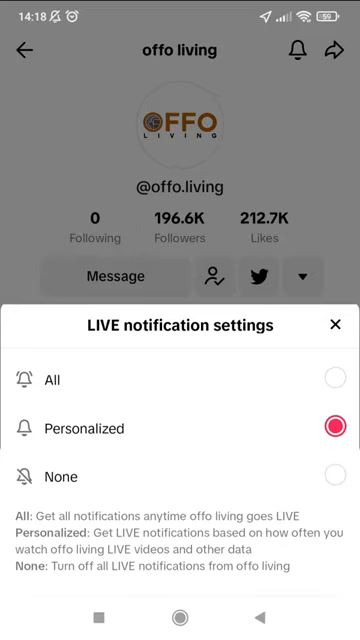 14:18
59
offo living
OFFO
LIVING
@offo.living
0 196.6K 212.7K
Following Followers Likes
Message
LIVE notification settings
All
Personalized
None
All: Get all notifications anytime offo living goes LIVE
Personalized: Get LIVE notifications based on how often you
watch offo living LIVE videos and other data
None: Turn off all LIVE notifications from offo living